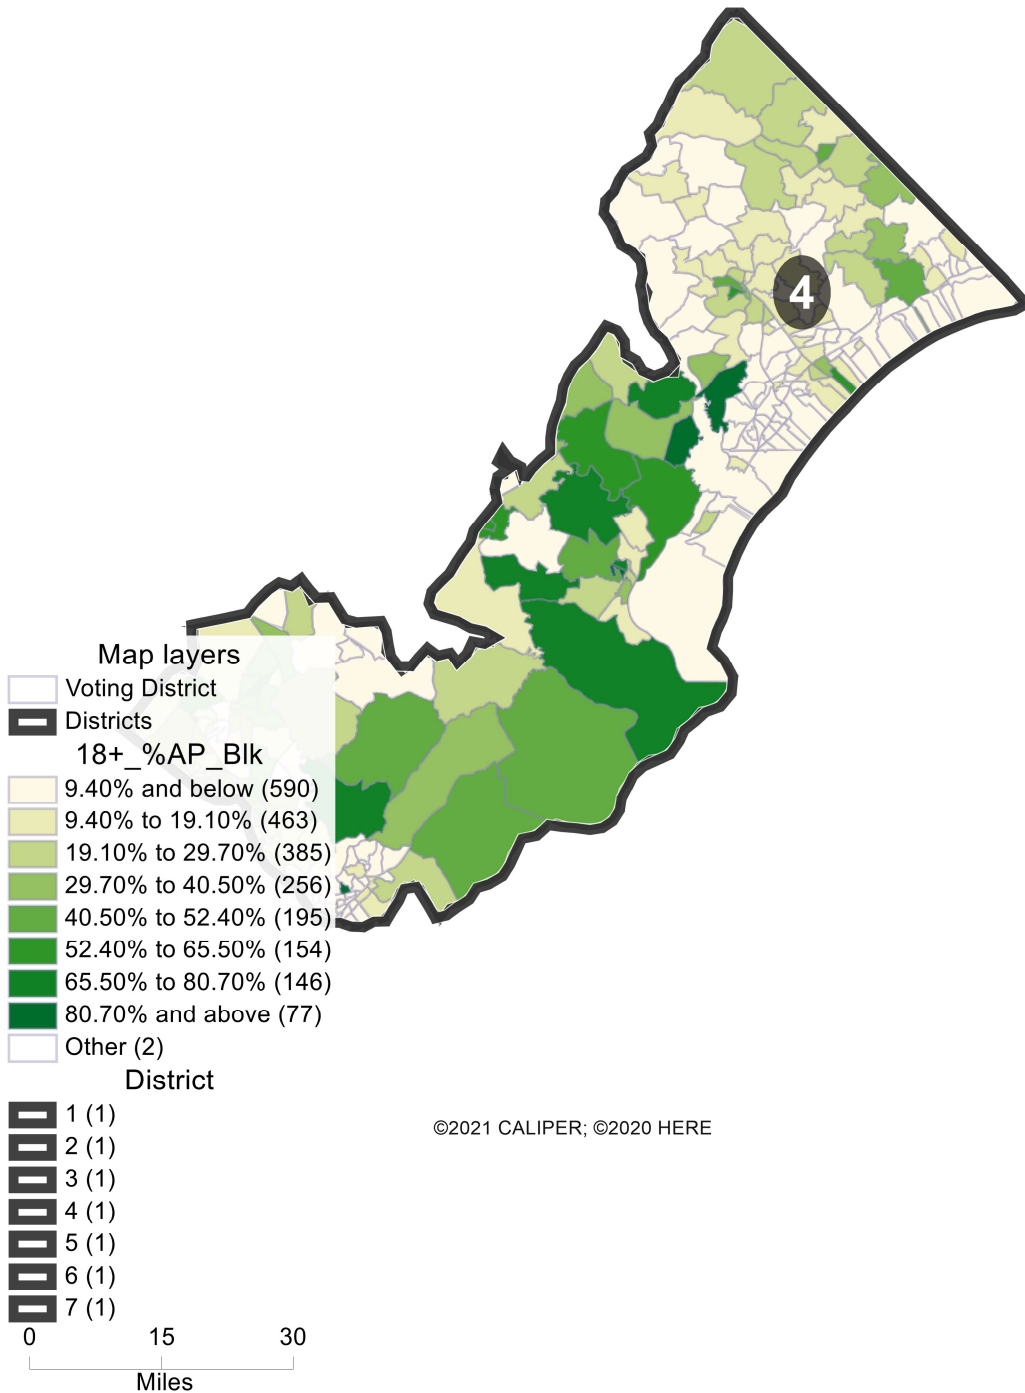 4
Map layers
Voting District
Districts
18+_%AP_Blk
9.40% and below (590)
9.40% to 19.10% (463)
19.10% to 29.70% (385)
29.70% to 40.50% (256)
40.50% to 52.40% (195)
52.40% to 65.50% (154)
65.50% to 80.70% (146)
80.70% and above (77)
Other (2)
District
1 (1)
2 (1)
3 (1)
4 (1)
5 (1)
6 (1)
7 (1)
0 15 30
Miles
©2021 CALIPER; ©2020 HERE